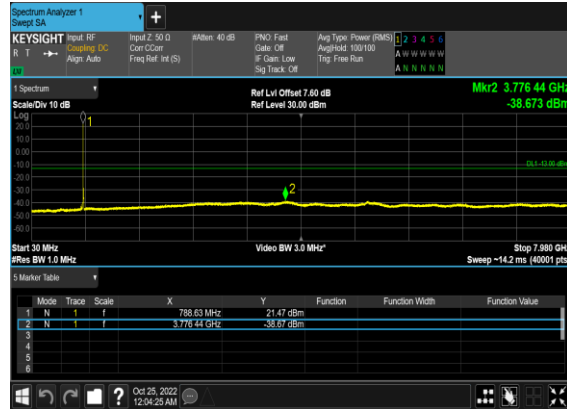 Spectrum Analyzer 1
Swept SA
+
KEYSIGHT Input: RF Input Z: 50 Ω #Atten: 40 dB PNO: Fast Avg Type: Power (RMS) 1 2 3 4 5 6
R T Coupling: DC Corr CCorr Gate: Off Avg|Hold: 100/100 A W W W W W
Align: Auto Freq Ref: Int (S) IF Gain: Low Trig: Free Run
Sig Track: Off A N N N N N
1 Spectrum Ref Lvl Offset 7.60 dB Mkr2 3.776 44 GHz
Scale/Div 10 dB Ref Level 30.00 dBm -38.673 dBm
Log
20.0
10.0
0.00
-10.0
-20.0
-30.0
-40.0
-50.0
-60.0
1
2
DL1 -13.00 dBm
Start 30 MHz Video BW 3.0 MHz* Stop 7.980 GHz
#Res BW 1.0 MHz Sweep ~14.2 ms (40001 pts)
5 Marker Table
Mode Trace Scale X Y Function Function Width Function Value
1 N 1 f 788.63 MHz 21.47 dBm
2 N 1 f 3.776 44 GHz -38.67 dBm
3
4
5
6
? Oct 25, 2022
12:04:25 AM